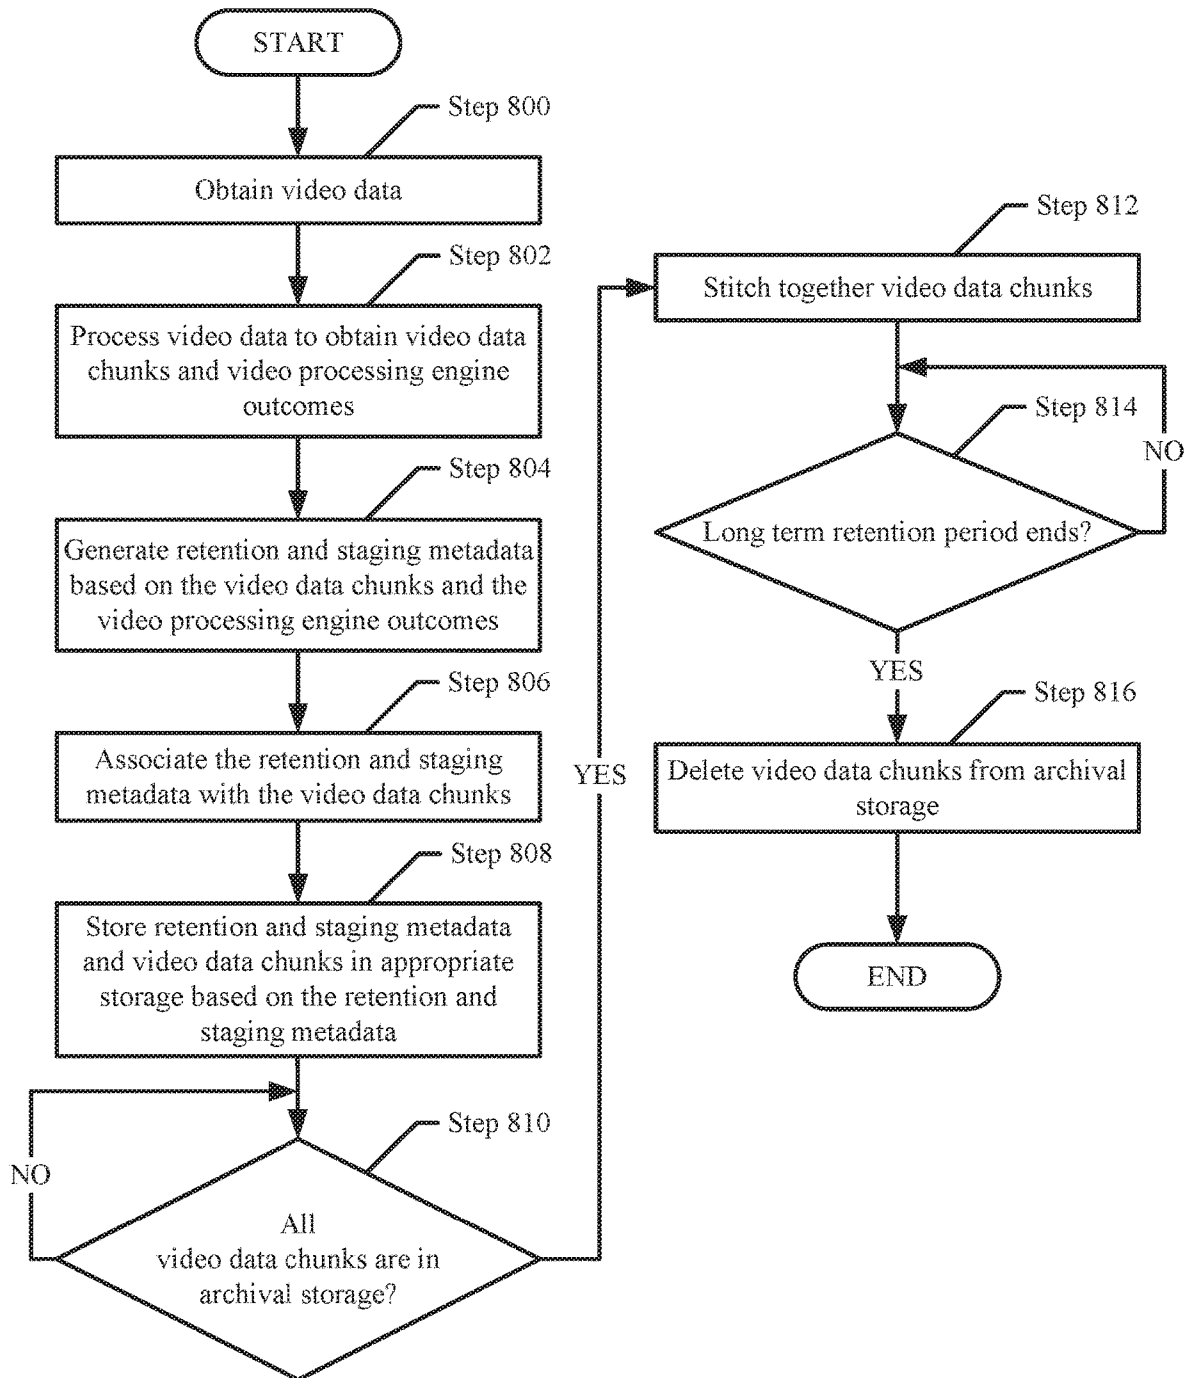 START
Step 800
Obtain video data
Step 802
Process video data to obtain video data
chunks and video processing engine
outcomes
Step 804
Generate retention and staging metadata
based on the video data chunks and the
video processing engine outcomes
Step 806
Associate the retention and staging
metadata with the video data chunks
Step 808
Store retention and staging metadata
and video data chunks in appropriate
storage based on the retention and
staging metadata
Step 810
NO
All
video data chunks are in
archival storage?
YES
Step 812
Stitch together video data chunks
Step 814
NO
Long term retention period ends?
YES
Step 816
Delete video data chunks from archival
storage
END